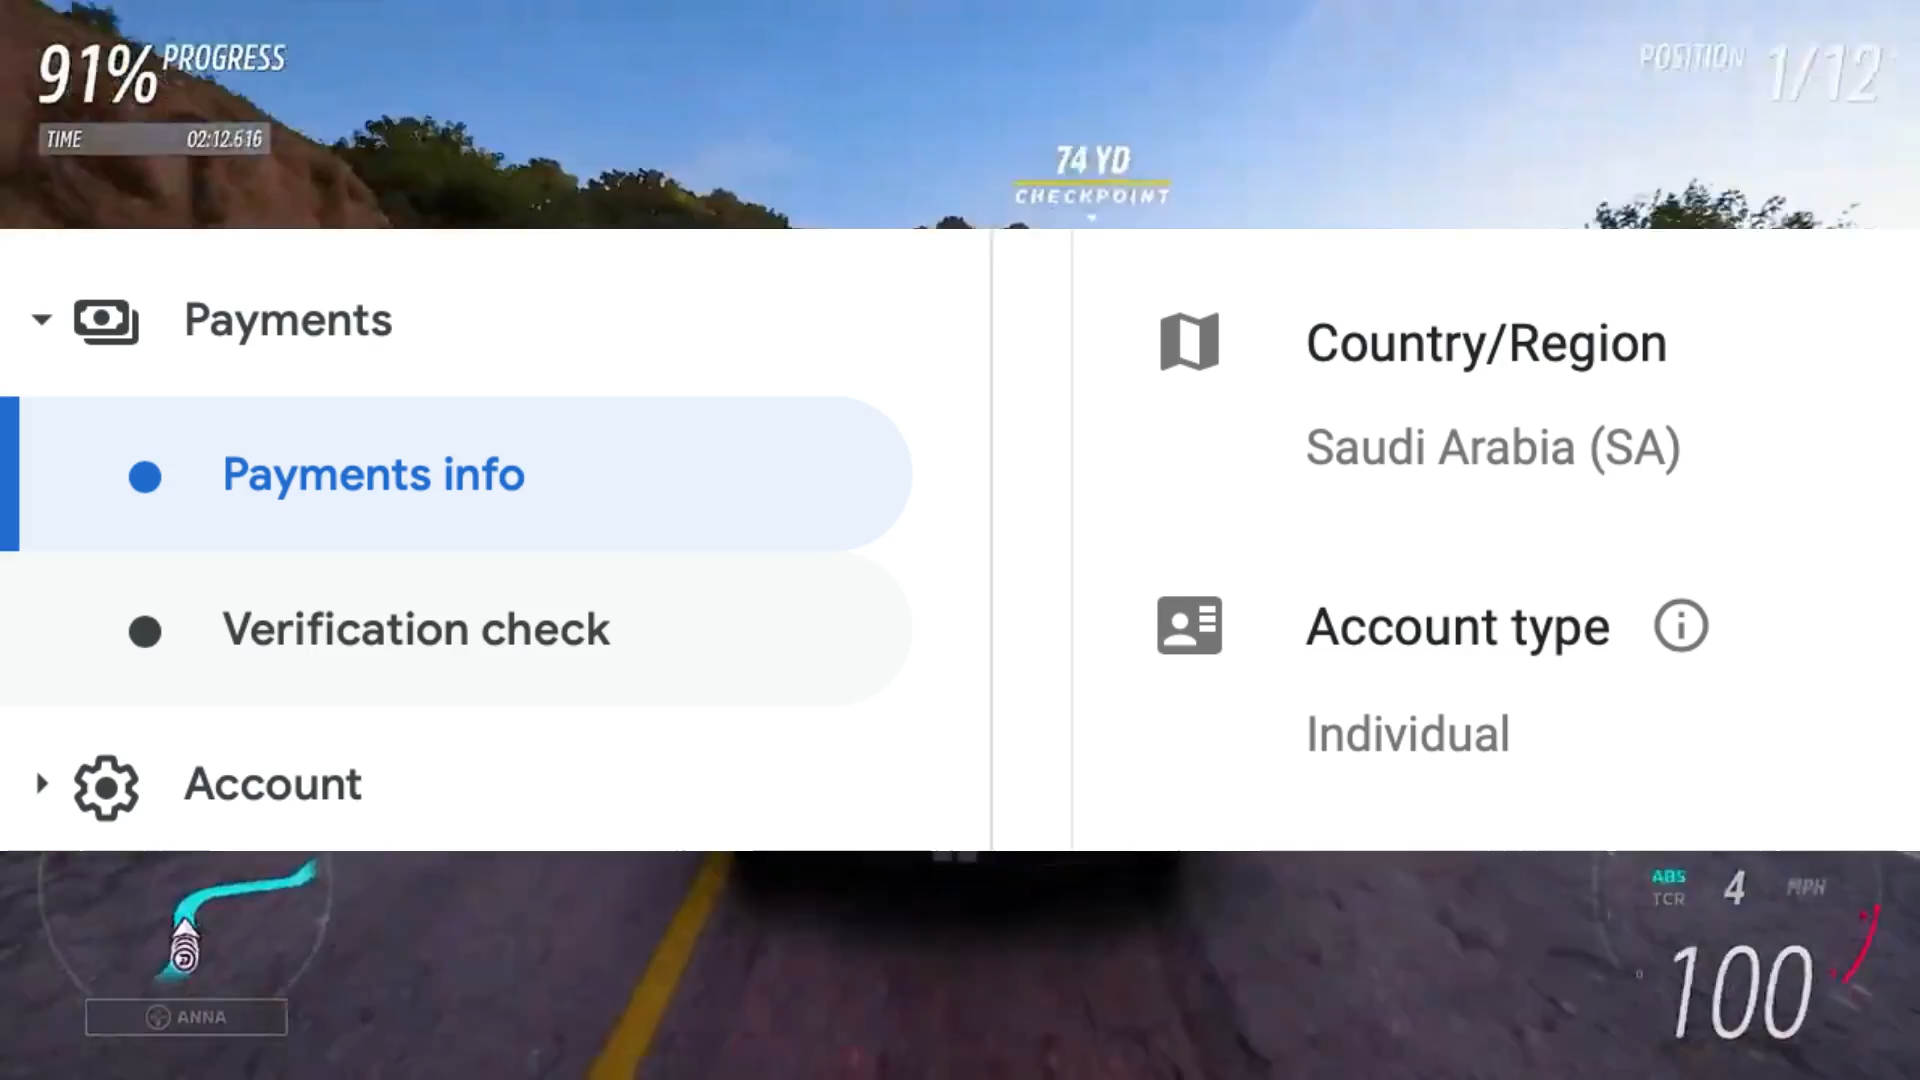 91% PROGRESS
TIME 02:12.616
POSITION 1/12
74 YD
CHECKPOINT
Payments
Payments info
Verification check
Account
Country/Region
Saudi Arabia (SA)
Account type
Individual
ANNA
ABS
TCR
4 MPH
0
100